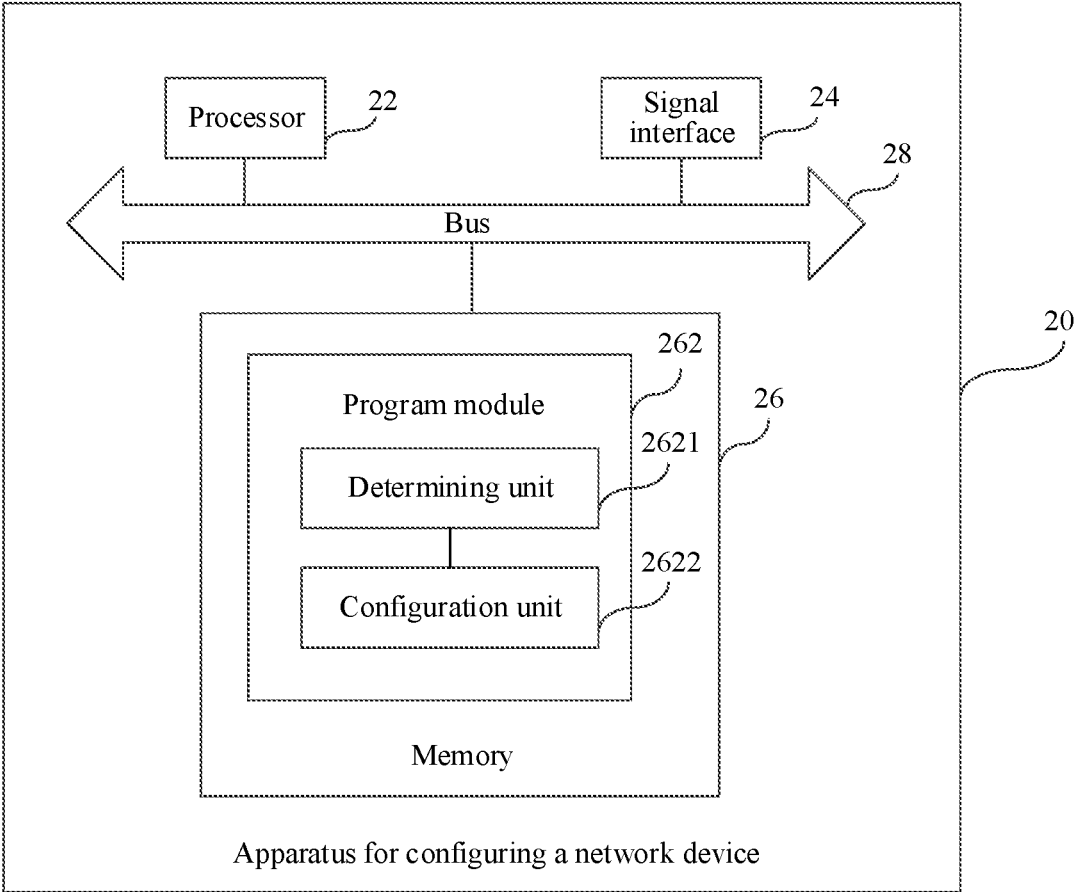 Processor
22
Signal
interface
24
28
Bus
20
262
Program module
26
2621
Determining unit
2622
Configuration unit
Memory
Apparatus for configuring a network device